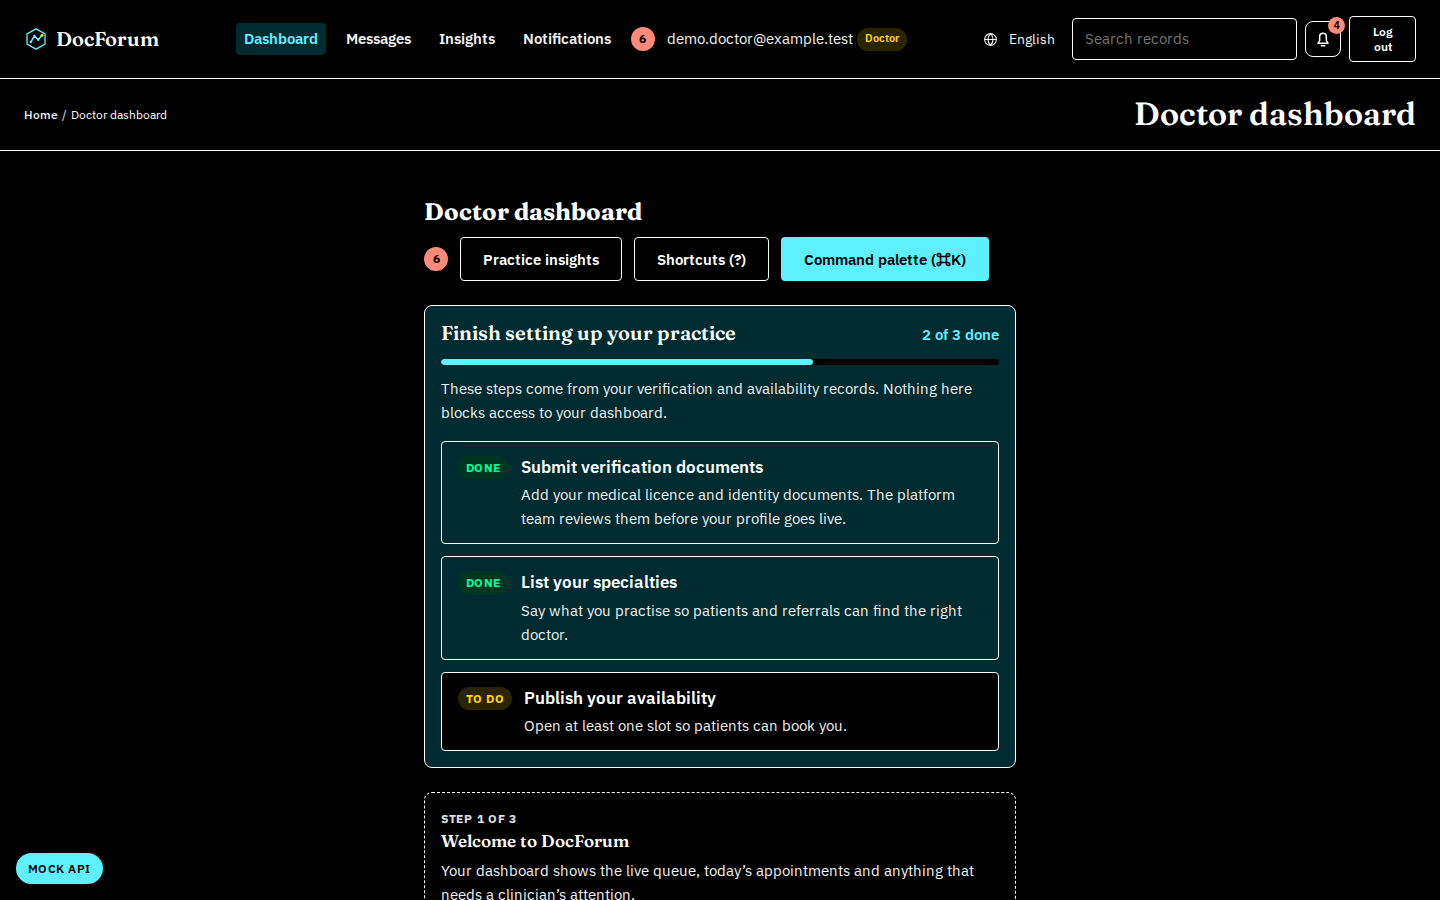 DocForum
Dashboard
Messages
Insights
Notifications
6
demo.doctor@example.test
Doctor
English
Search records
4
Log
out
Home / Doctor dashboard
Doctor dashboard
Doctor dashboard
6
Practice insights
Shortcuts (?)
Command palette (⌘K)
Finish setting up your practice
2 of 3 done
These steps come from your verification and availability records. Nothing here
blocks access to your dashboard.
DONE
Submit verification documents
Add your medical licence and identity documents. The platform
team reviews them before your profile goes live.
DONE
List your specialties
Say what you practise so patients and referrals can find the right
doctor.
TO DO
Publish your availability
Open at least one slot so patients can book you.
STEP 1 OF 3
Welcome to DocForum
Your dashboard shows the live queue, today’s appointments and anything that
needs a clinician’s attention.
MOCK API